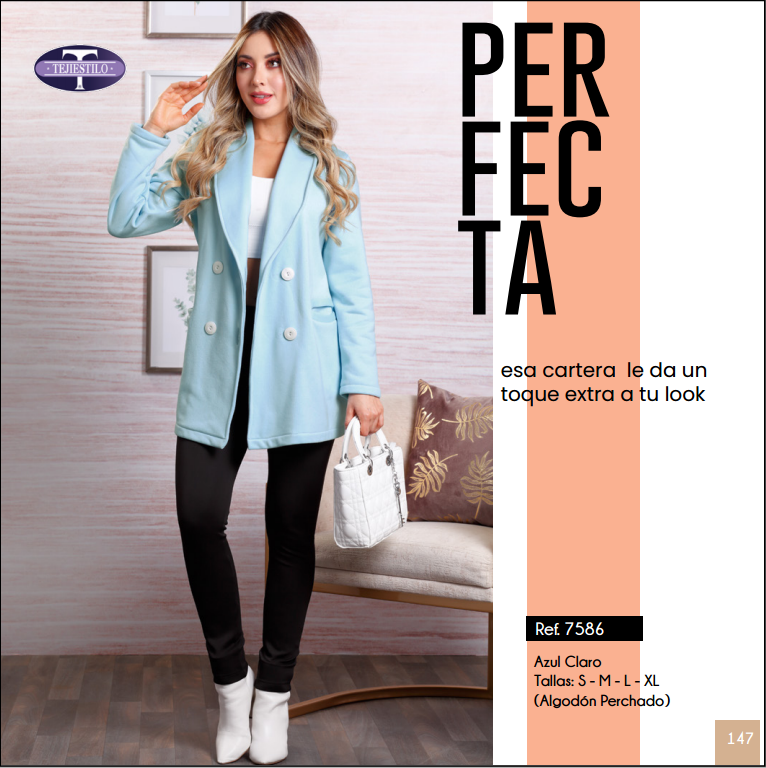 TEJIESTILO
PER
FEC
TA
esa cartera le da un
toque extra a tu look
Ref. 7586
Azul Claro
Tallas: S - M - L - XL
(Algodón Perchado)
147